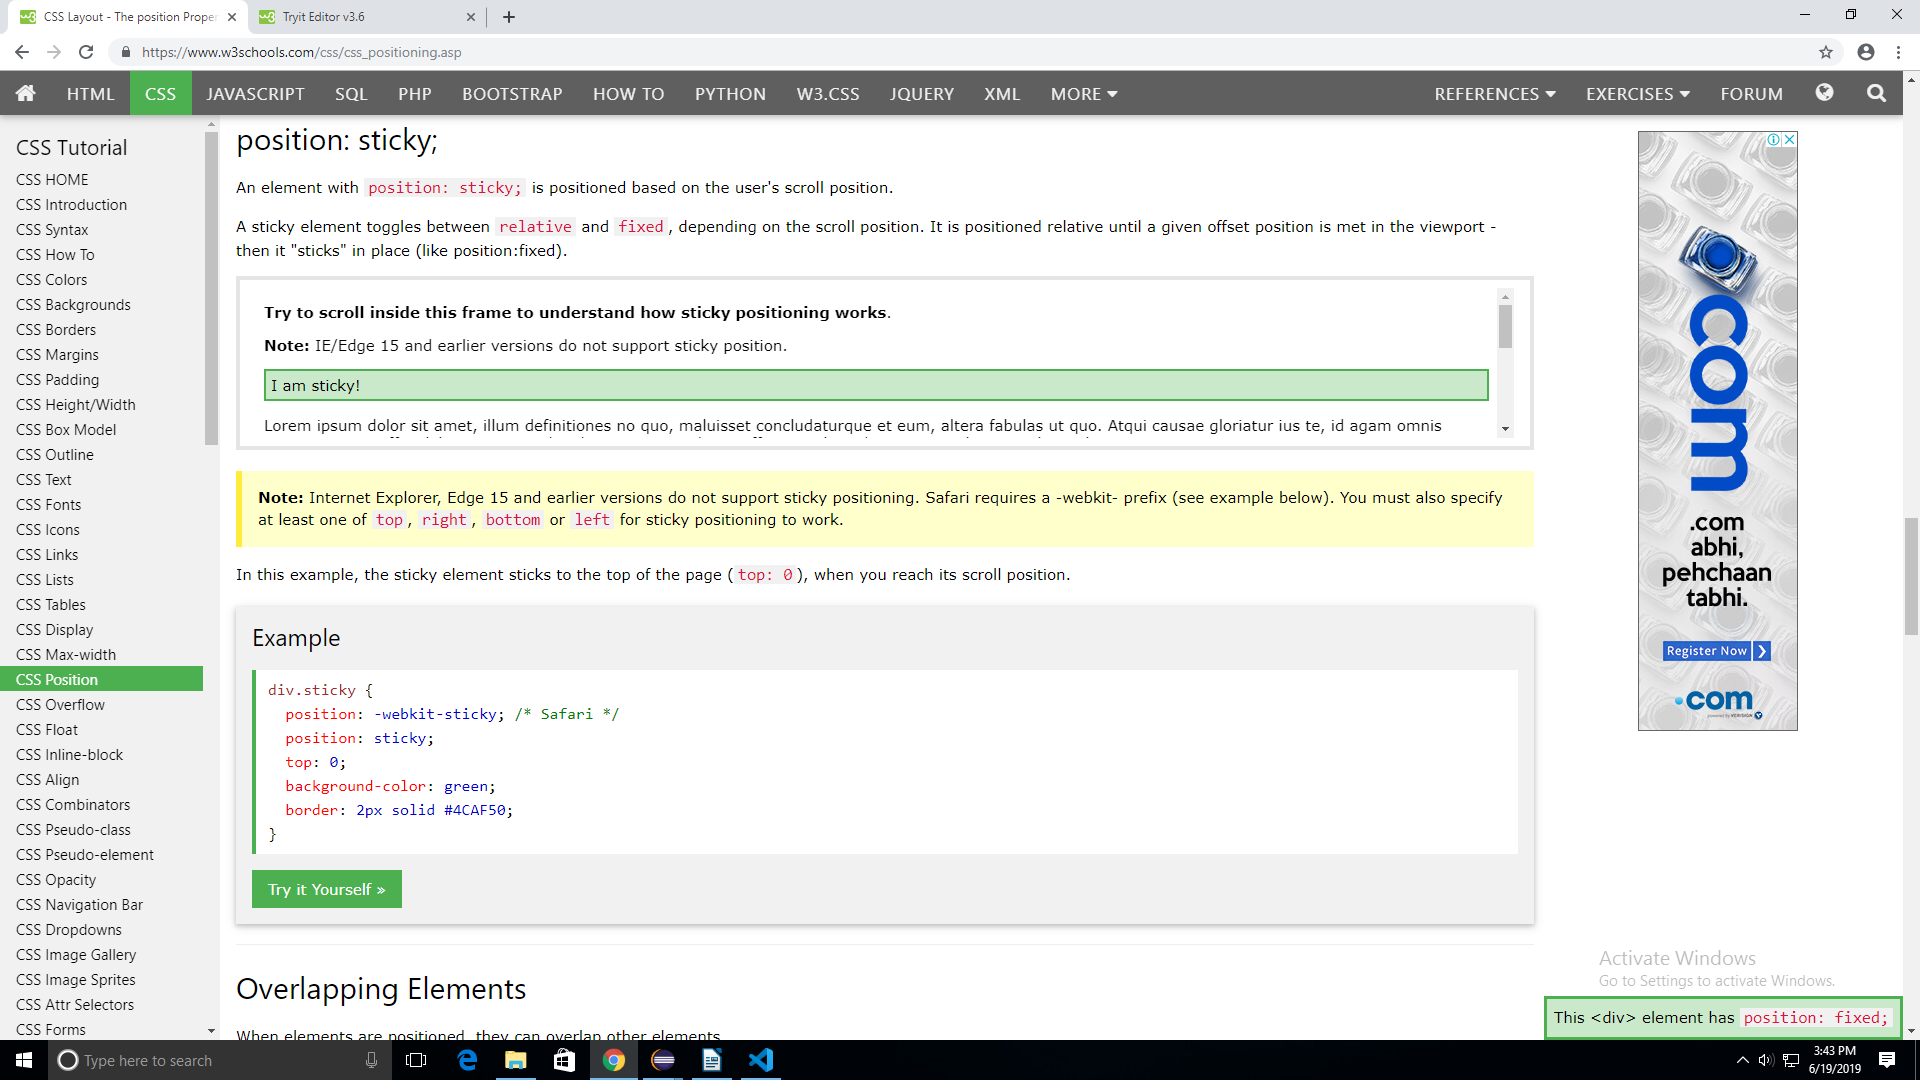 CSS Layout - The position Proper
Tryit Editor v3.6
https://www.w3schools.com/css/css_positioning.asp
HTML
CSS
JAVASCRIPT
SQL
PHP
BOOTSTRAP
HOW TO
PYTHON
W3.CSS
JQUERY
XML
MORE
REFERENCES
EXERCISES
FORUM
CSS Tutorial
CSS HOME
CSS Introduction
CSS Syntax
CSS How To
CSS Colors
CSS Backgrounds
CSS Borders
CSS Margins
CSS Padding
CSS Height/Width
CSS Box Model
CSS Outline
CSS Text
CSS Fonts
CSS Icons
CSS Links
CSS Lists
CSS Tables
CSS Display
CSS Max-width
CSS Position
CSS Overflow
CSS Float
CSS Inline-block
CSS Align
CSS Combinators
CSS Pseudo-class
CSS Pseudo-element
CSS Opacity
CSS Navigation Bar
CSS Dropdowns
CSS Image Gallery
CSS Image Sprites
CSS Attr Selectors
CSS Forms
position: sticky;
An element with position: sticky; is positioned based on the user's scroll position.
A sticky element toggles between relative and fixed, depending on the scroll position. It is positioned relative until a given offset position is met in the viewport -
then it "sticks" in place (like position:fixed).
Try to scroll inside this frame to understand how sticky positioning works.
Note: IE/Edge 15 and earlier versions do not support sticky position.
I am sticky!
Lorem ipsum dolor sit amet, illum definitiones no quo, maluisset concludaturque et eum, altera fabulas ut quo. Atqui causae gloriatur ius te, id agam omnis
Note: Internet Explorer, Edge 15 and earlier versions do not support sticky positioning. Safari requires a -webkit- prefix (see example below). You must also specify
at least one of top, right, bottom or left for sticky positioning to work.
In this example, the sticky element sticks to the top of the page (top: 0), when you reach its scroll position.
Example
div.sticky {
position: -webkit-sticky; /* Safari */
position: sticky;
top: 0;
background-color: green;
border: 2px solid #4CAF50;
}
Try it Yourself »
Overlapping Elements
When elements are positioned, they can overlap other elements.
com
.com
abhi,
pehchaan
tabhi.
Register Now
.com
powered by VERISIGN
Activate Windows
Go to Settings to activate Windows.
This <div> element has position: fixed;
Type here to search
3:43 PM
6/19/2019